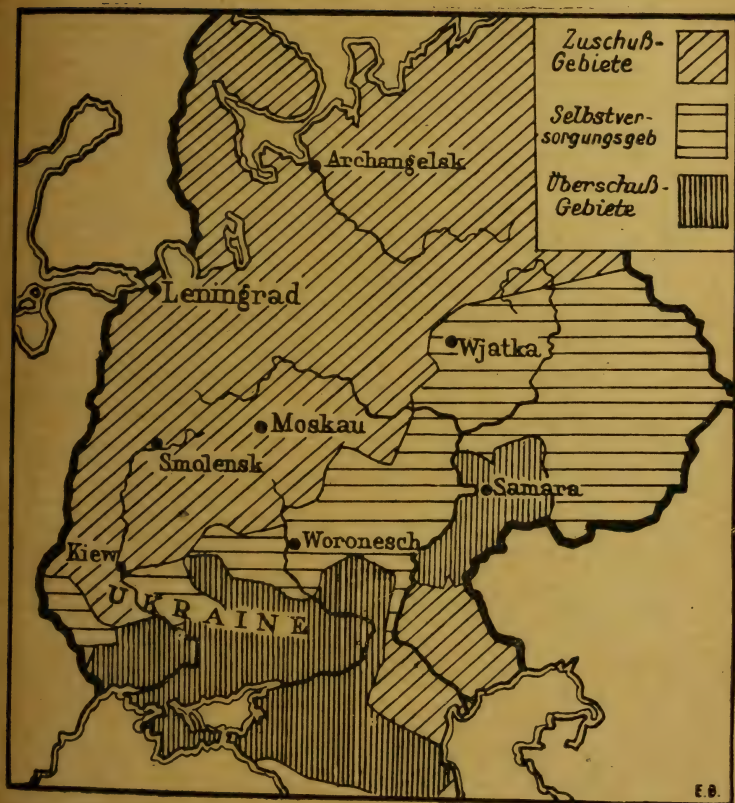 Zuschuß-
Gebiete
Selbstver-
sorgungsgeb
Überschuß-
Gebiete
Archangelsk
Leningrad
Wjatka
Moskau
Smolensk
Samara
Woronesch
Kiew
UKRAINE
E.B.